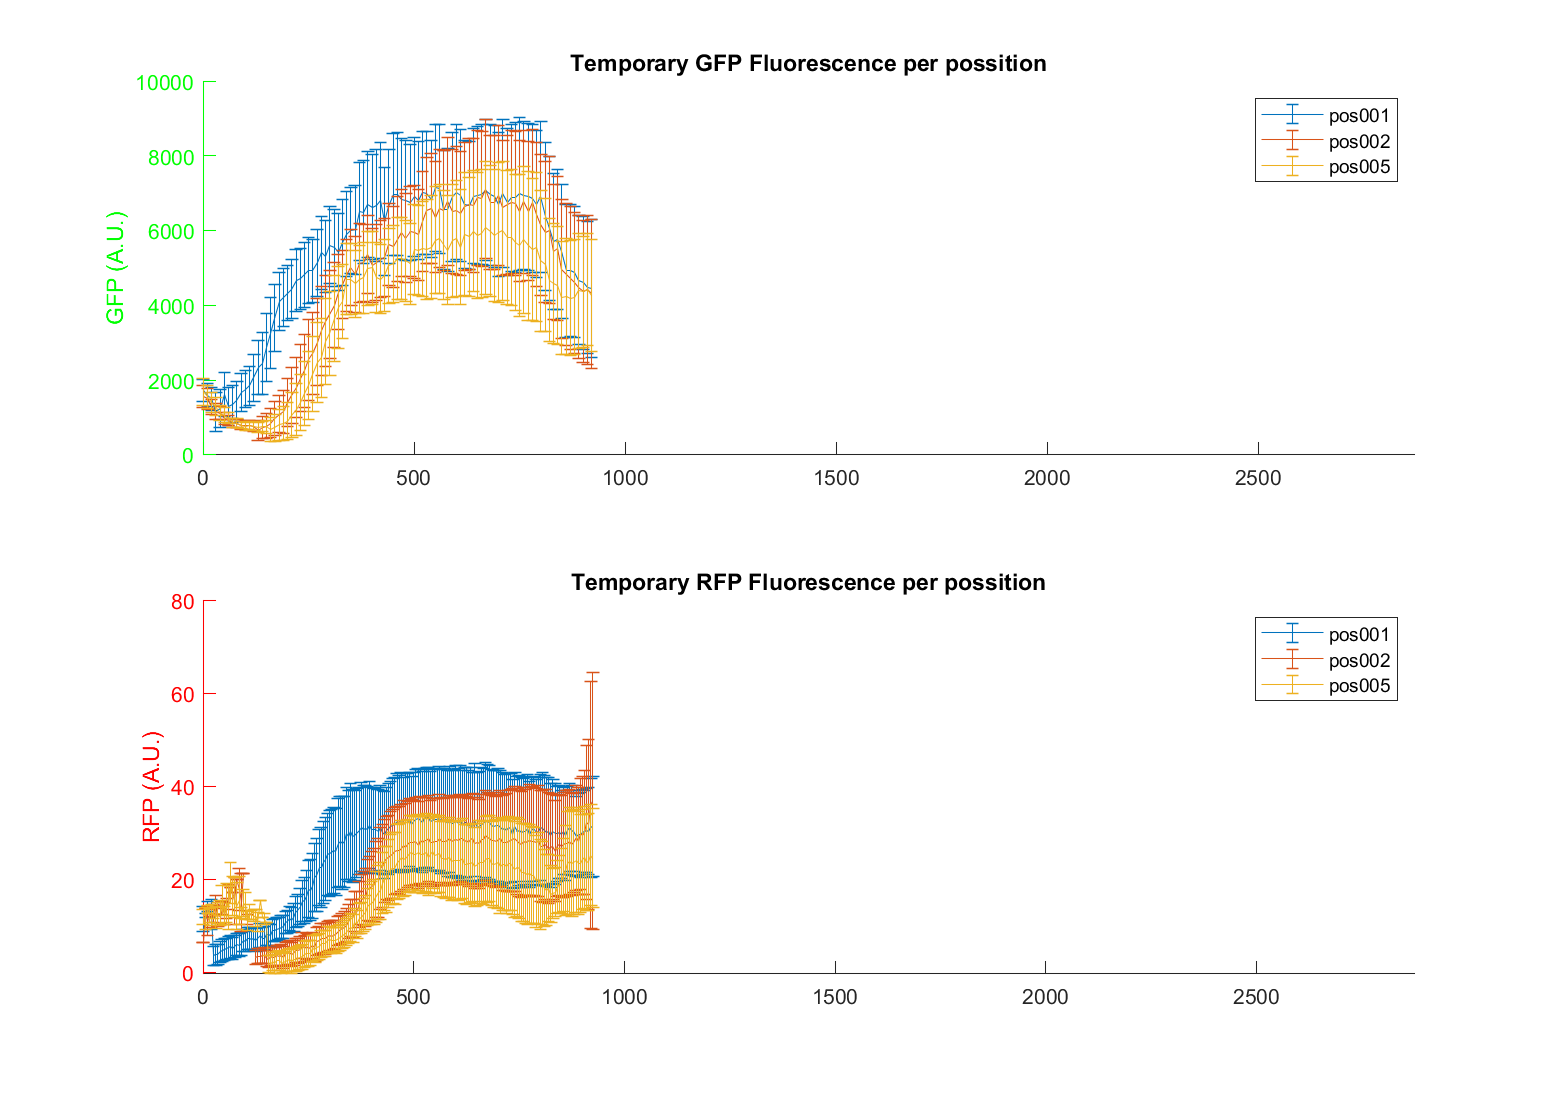 Temporary GFP Fluorescence per possition
10000
8000
6000
4000
2000
0
GFP (A.U.)
0 500 1000 1500 2000 2500
pos001
pos002
pos005
Temporary RFP Fluorescence per possition
80
60
40
20
0
RFP (A.U.)
0 500 1000 1500 2000 2500
pos001
pos002
pos005